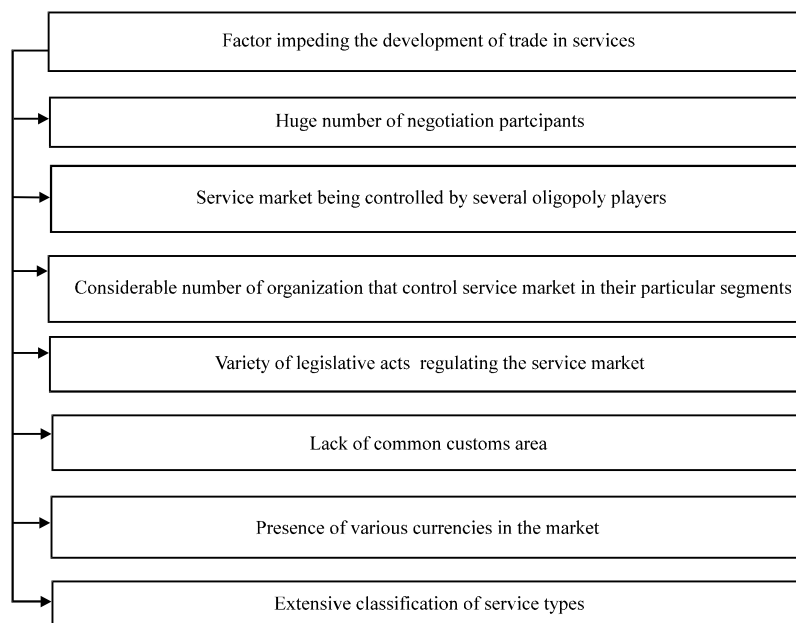 Factor impeding the development of trade in services
Huge number of negotiation partcipants
Service market being controlled by several oligopoly players
Considerable number of organization that control service market in their particular segments
Variety of legislative acts regulating the service market
Lack of common customs area
Presence of various currencies in the market
Extensive classification of service types